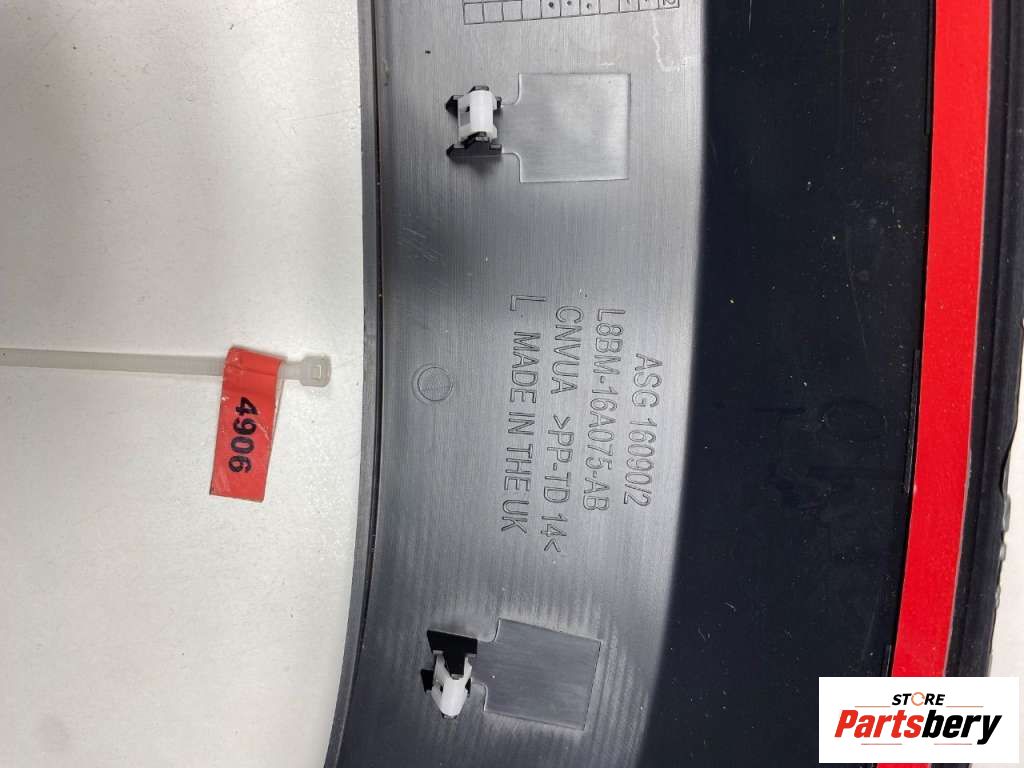 ASG 16090/2
L8BM-16A075-AB
CNVUA >PP-TD 14<
L MADE IN THE UK
4906
STORE
Partsbery